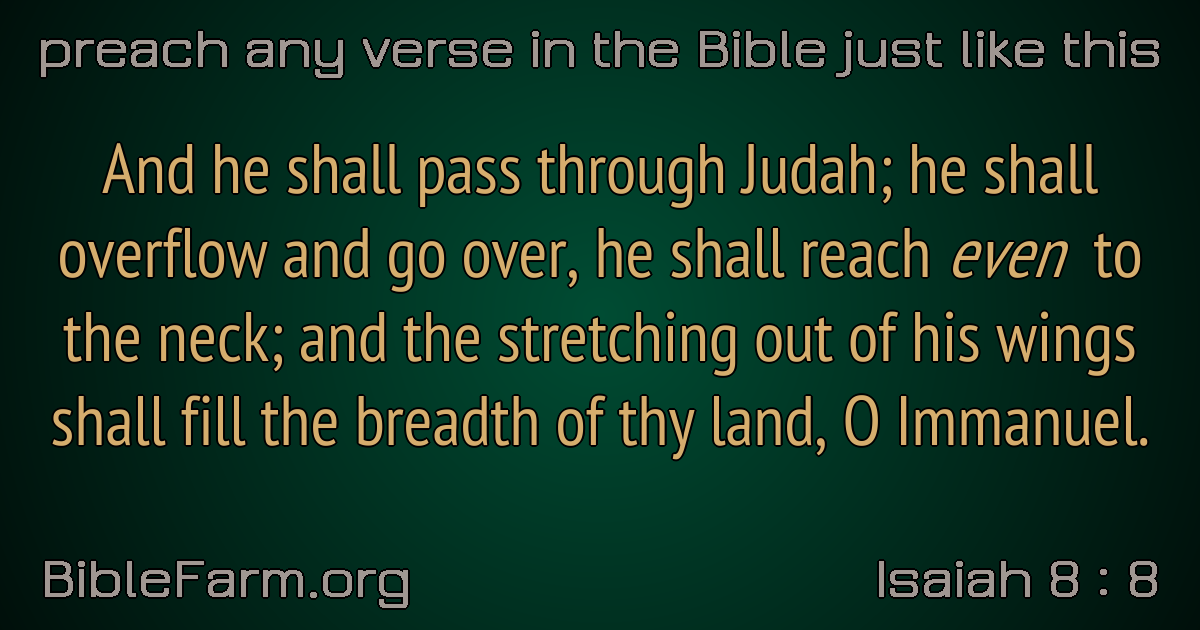 preach any verse in the Bible just like this
And he shall pass through Judah; he shall
overflow and go over, he shall reach even to
the neck; and the stretching out of his wings
shall fill the breadth of thy land, O Immanuel.
BibleFarm.org
Isaiah 8 : 8